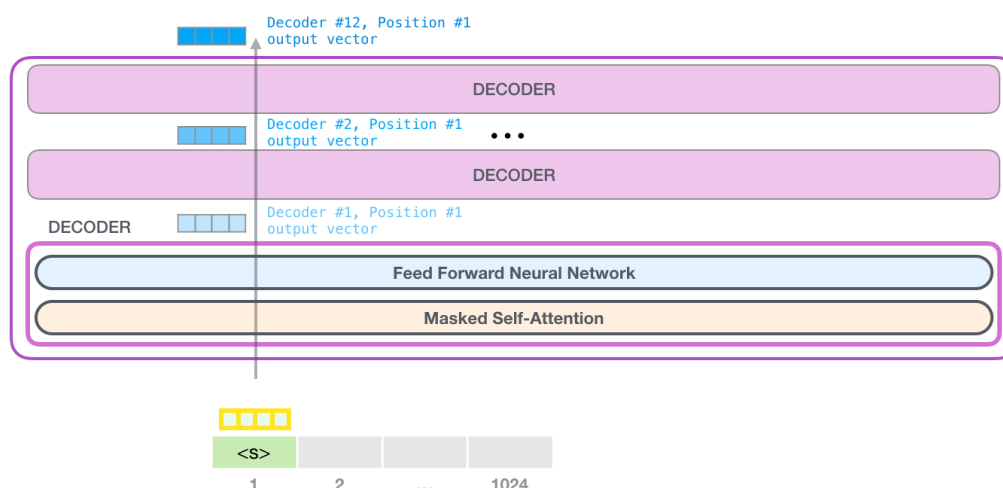 Decoder #12, Position #1
output vector
DECODER
Decoder #2, Position #1
output vector
...
DECODER
Decoder #1, Position #1
output vector
DECODER
Feed Forward Neural Network
Masked Self-Attention
<s>
1 2 ... 1024